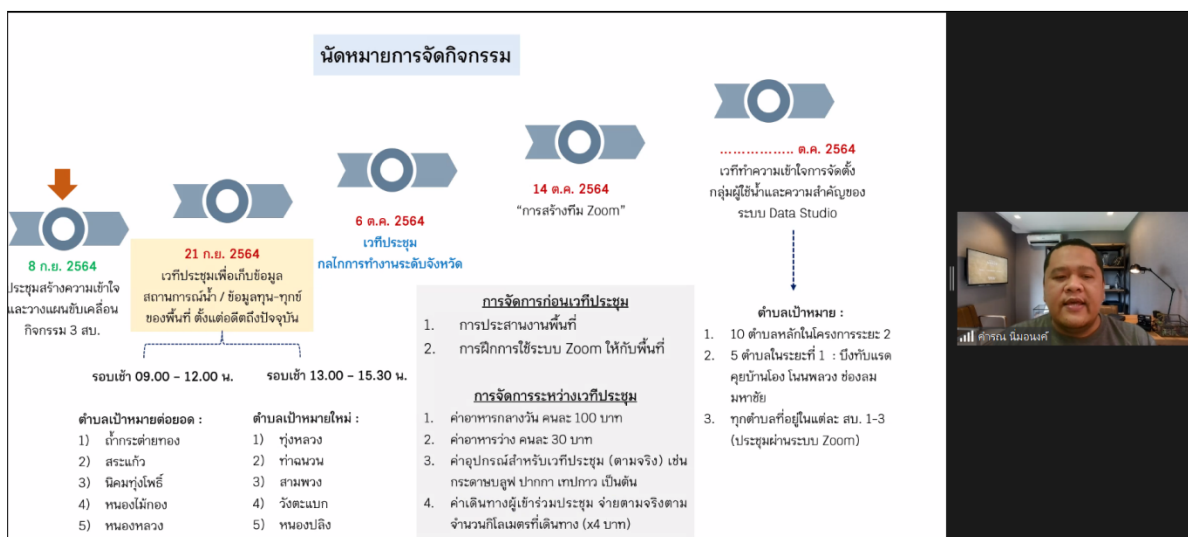 นัดหมายการจัดกิจกรรม
8 ก.ย. 2564
ประชุมสร้างความเข้าใจ
และวางแผนขับเคลื่อน
กิจกรรม 3 สบ.
21 ก.ย. 2564
เวทีประชุมเพื่อเก็บข้อมูล
สถานการณ์น้ำ / ข้อมูลทุน-ทุกข์
ของพื้นที่ ตั้งแต่อดีตถึงปัจจุบัน
รอบเช้า 09.00 – 12.00 น.
ตำบลเป้าหมายต่อยอด :
1) ถ้ำกระต่ายทอง
2) สระแก้ว
3) นิคมทุ่งโพธิ์
4) หนองไม้กอง
5) หนองหลวง
รอบเช้า 13.00 – 15.30 น.
ตำบลเป้าหมายใหม่ :
1) ทุ่งหลวง
2) ท่าฉนวน
3) สามพวง
4) วังตะแบก
5) หนองปลิง
6 ต.ค. 2564
เวทีประชุม
กลไกการทำงานระดับจังหวัด
14 ต.ค. 2564
“การสร้างทีม Zoom”
................ ต.ค. 2564
เวทีทำความเข้าใจการจัดตั้ง
กลุ่มผู้ใช้น้ำและความสำคัญของ
ระบบ Data Studio
การจัดการก่อนเวทีประชุม
1. การประสานงานพื้นที่
2. การฝึกการใช้ระบบ Zoom ให้กับพื้นที่
การจัดการระหว่างเวทีประชุม
1. ค่าอาหารกลางวัน คนละ 100 บาท
2. ค่าอาหารว่าง คนละ 30 บาท
3. ค่าอุปกรณ์สำหรับเวทีประชุม (ตามจริง) เช่น
กระดาษบลูฟ ปากกา เทปกาว เป็นต้น
4. ค่าเดินทางผู้เข้าร่วมประชุม จ่ายตามจริงตาม
จำนวนกิโลเมตรที่เดินทาง (x4 บาท)
ตำบลเป้าหมาย :
1. 10 ตำบลหลักในโครงการระยะ 2
2. 5 ตำบลในระยะที่ 1 : บึงทับแรต
คุยบ้านโอง โนนพลวง ช่องลม
มหาชัย
3. ทุกตำบลที่อยู่ในแต่ละ สบ. 1-3
(ประชุมผ่านระบบ Zoom)
คำรณ นิ่มอนงค์